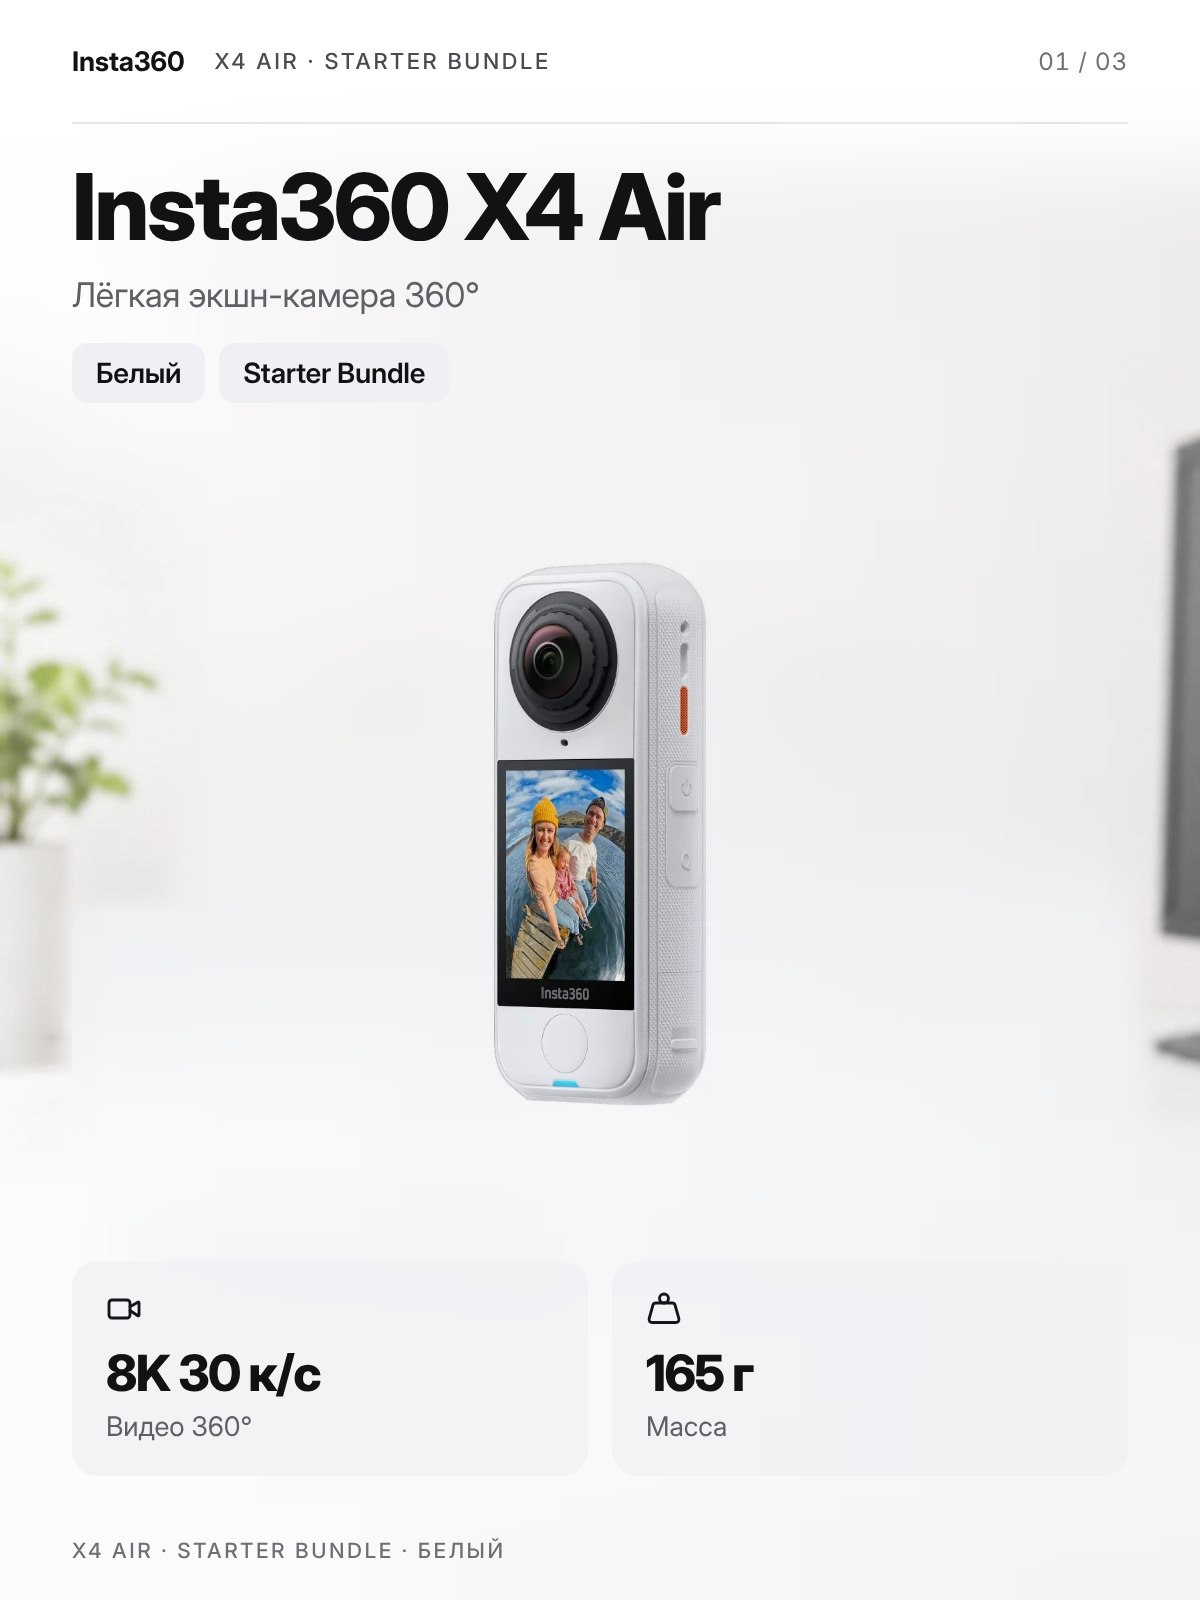 Insta360 X4 AIR · STARTER BUNDLE 01 / 03
Insta360 X4 Air
Лёгкая экшн-камера 360°
Белый Starter Bundle
Insta360
8K 30 к/с
Видео 360°
165 г
Масса
X4 AIR · STARTER BUNDLE · БЕЛЫЙ